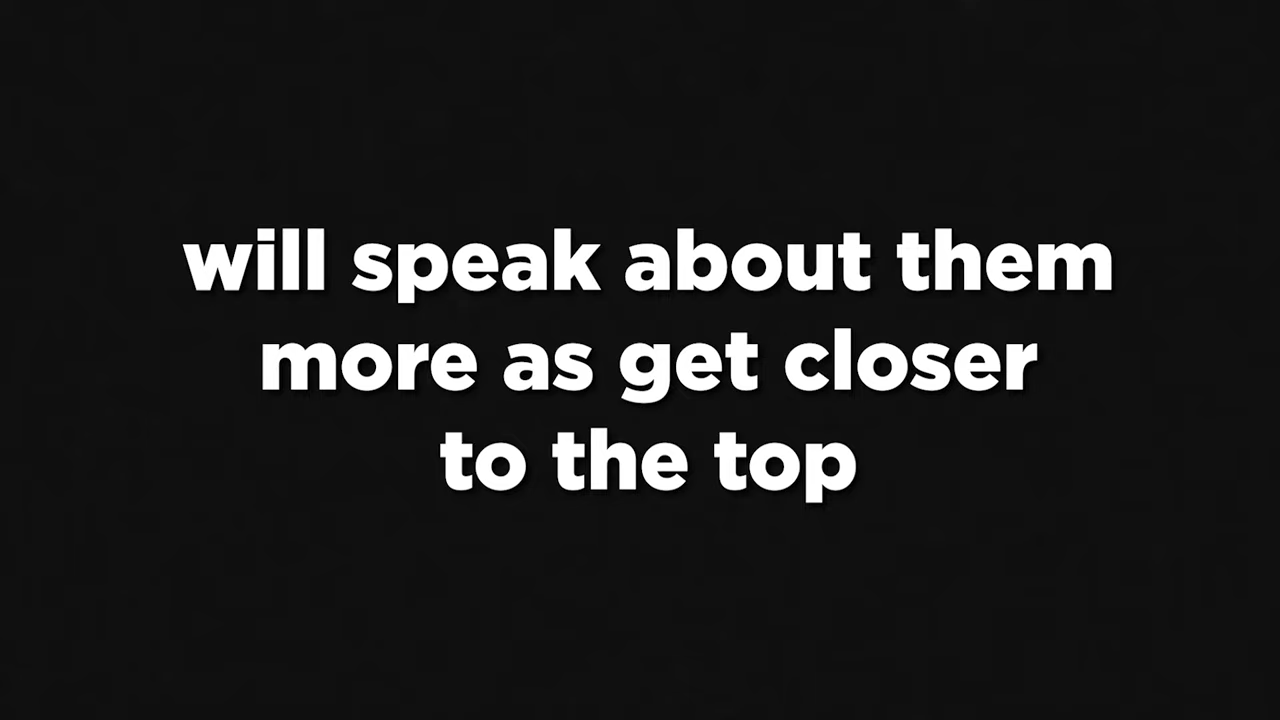 will speak about them
more as get closer
to the top